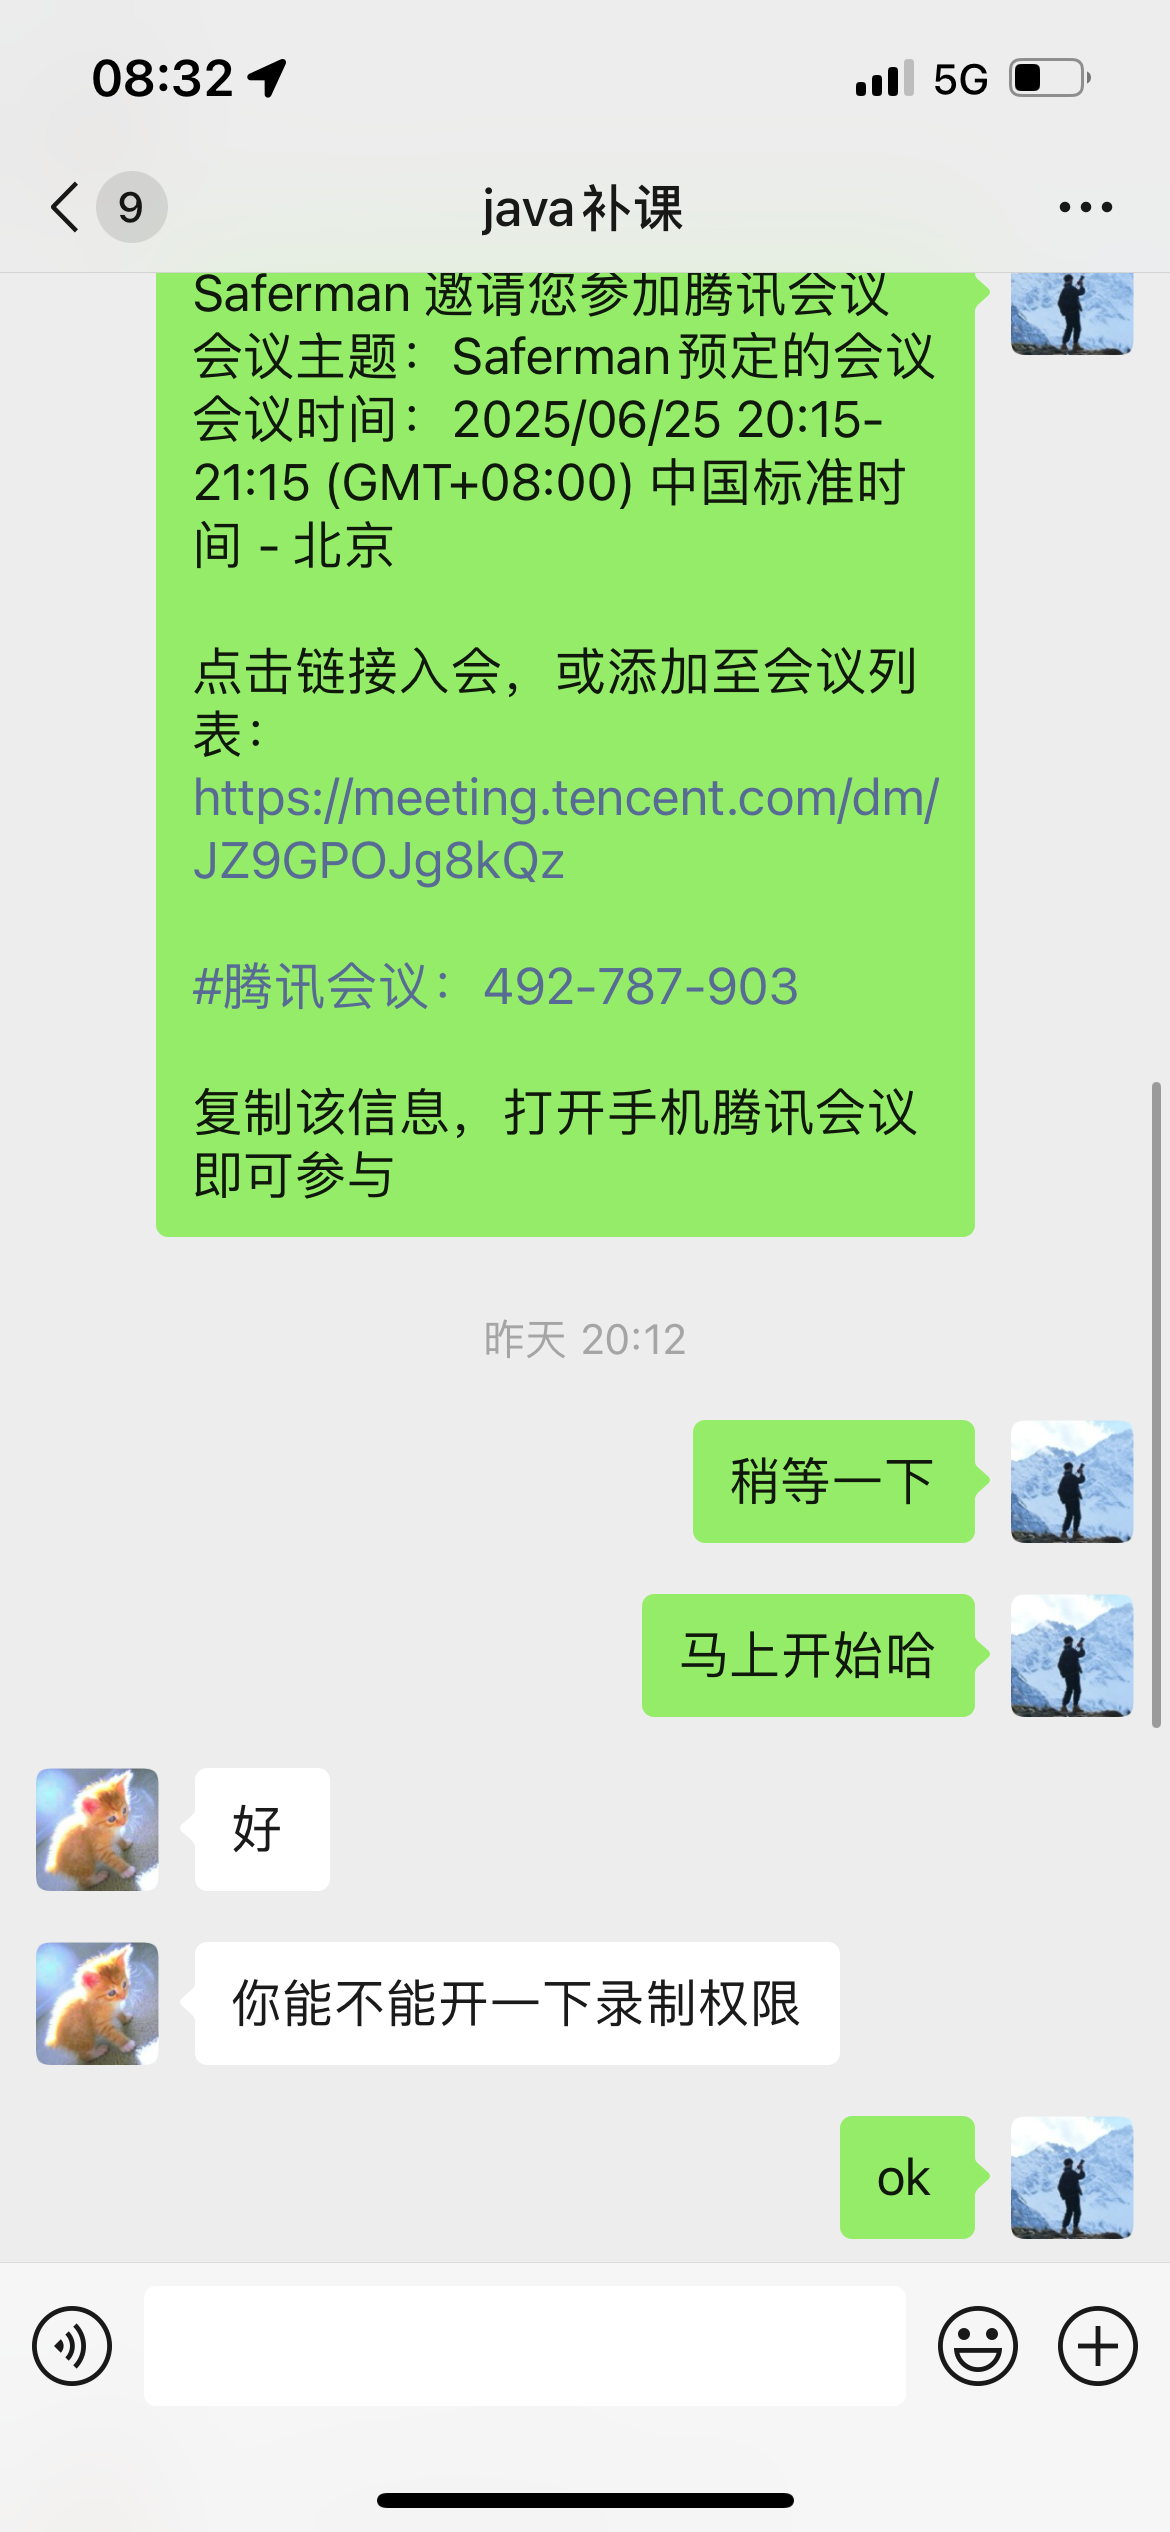 08:32
5G
9
java补课
Saferman 邀请您参加腾讯会议
会议主题：Saferman预定的会议
会议时间：2025/06/25 20:15-
21:15 (GMT+08:00) 中国标准时
间 - 北京
点击链接入会，或添加至会议列
表：
https://meeting.tencent.com/dm/
JZ9GPOJg8kQz
#腾讯会议：492-787-903
复制该信息，打开手机腾讯会议
即可参与
昨天 20:12
稍等一下
马上开始哈
好
你能不能开一下录制权限
ok